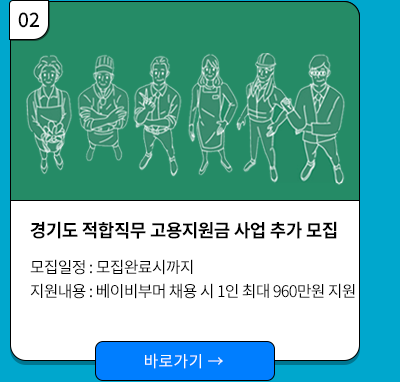 02
경기도 적합직무 고용지원금 사업 추가 모집
모집일정 : 모집완료시까지
지원내용 : 베이비부머 채용 시 1인 최대 960만원 지원
바로가기 →